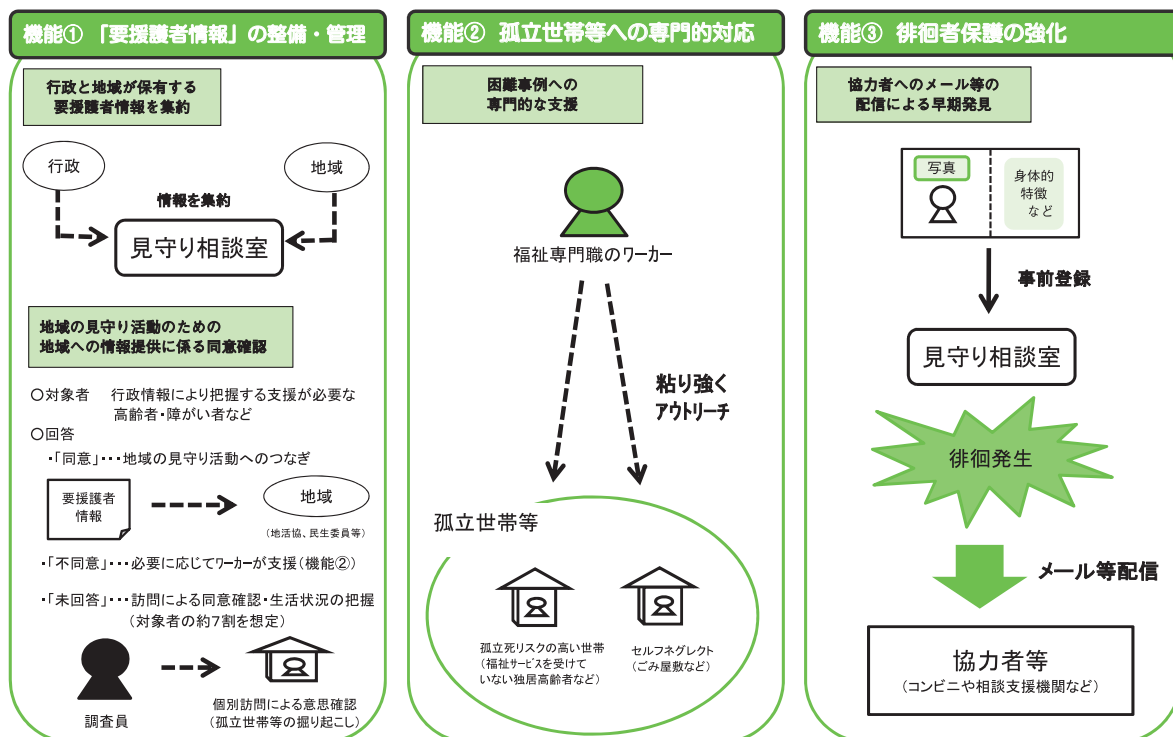 機能① 「要援護者情報」の整備・管理
行政と地域が保有する
要援護者情報を集約
行政
地域
情報を集約
見守り相談室
地域の見守り活動のための
地域への情報提供に係る同意確認
○対象者　行政情報により把握する支援が必要な
高齢者・障がい者など
○回答
・「同意」・・・地域の見守り活動へのつなぎ
要援護者
情報
地域
(地活協、民生委員等)
・「不同意」・・・必要に応じてワーカーが支援(機能②)
・「未回答」・・・訪問による同意確認・生活状況の把握
(対象者の約7割を想定)
調査員
個別訪問による意思確認
(孤立世帯等の掘り起こし)
機能② 孤立世帯等への専門的対応
困難事例への
専門的な支援
福祉専門職のワーカー
粘り強く
アウトリーチ
孤立世帯等
孤立死リスクの高い世帯
(福祉サービスを受けて
いない独居高齢者など)
セルフネグレクト
(ごみ屋敷など)
機能③ 徘徊者保護の強化
協力者へのメール等の
配信による早期発見
写真
身体的
特徴
など
事前登録
見守り相談室
徘徊発生
メール等配信
協力者等
(コンビニや相談支援機関など)